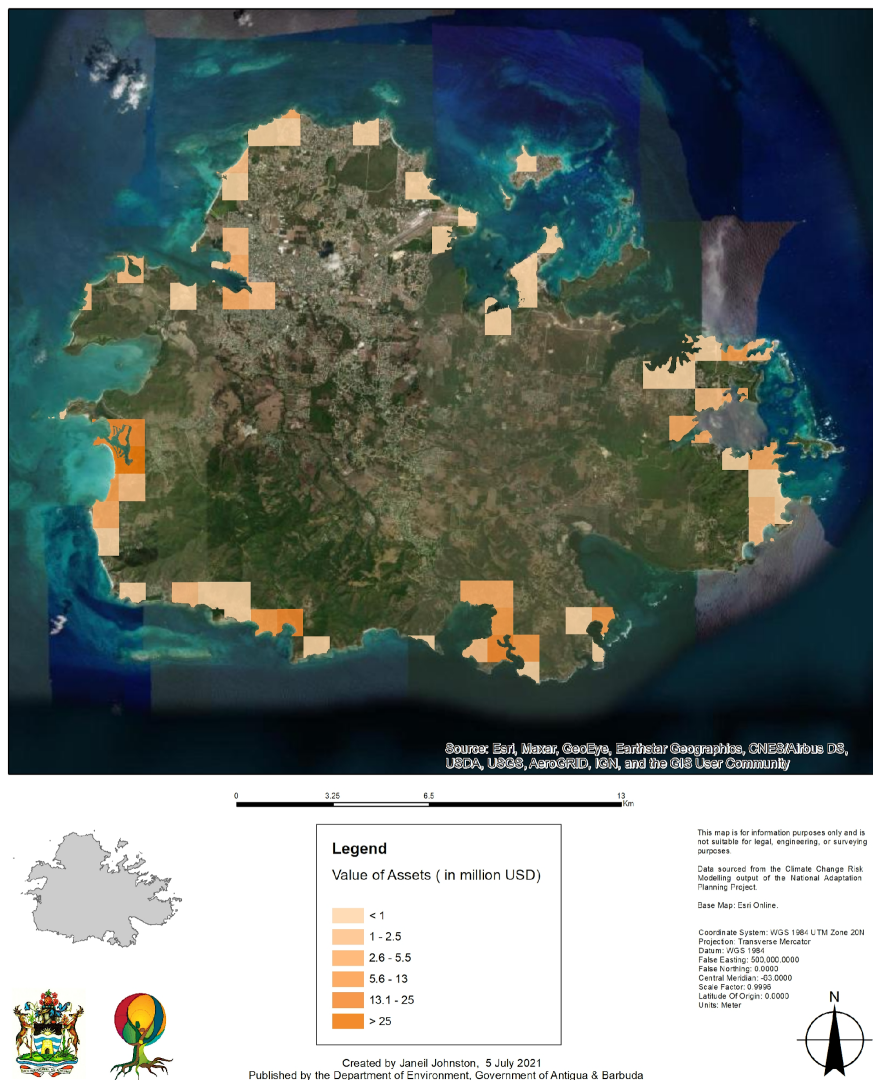 Source: Esri, Maxar, GeoEye, Earthstar Geographics, CNES/Airbus DS,
USDA, USGS, AeroGRID, IGN, and the GIS User Community
0 3.25 6.5 13
Km
Legend
Value of Assets ( in million USD)
< 1
1 - 2.5
2.6 - 5.5
5.6 - 13
13.1 - 25
> 25
This map is for information purposes only and is
not suitable for legal, engineering, or surveying
purposes.
Data sourced from the Climate Change Risk
Modelling output of the National Adaptation
Planning Project.
Base Map: Esri Online.
Coordinate System: WGS 1984 UTM Zone 20N
Projection: Transverse Mercator
Datum: WGS 1984
False Easting: 500,000.0000
False Northing: 0.0000
Central Meridian: -63.0000
Scale Factor: 0.9996
Latitude Of Origin: 0.0000
Units: Meter
N
Created by Janeil Johnston, 5 July 2021
Published by the Department of Environment, Government of Antigua & Barbuda